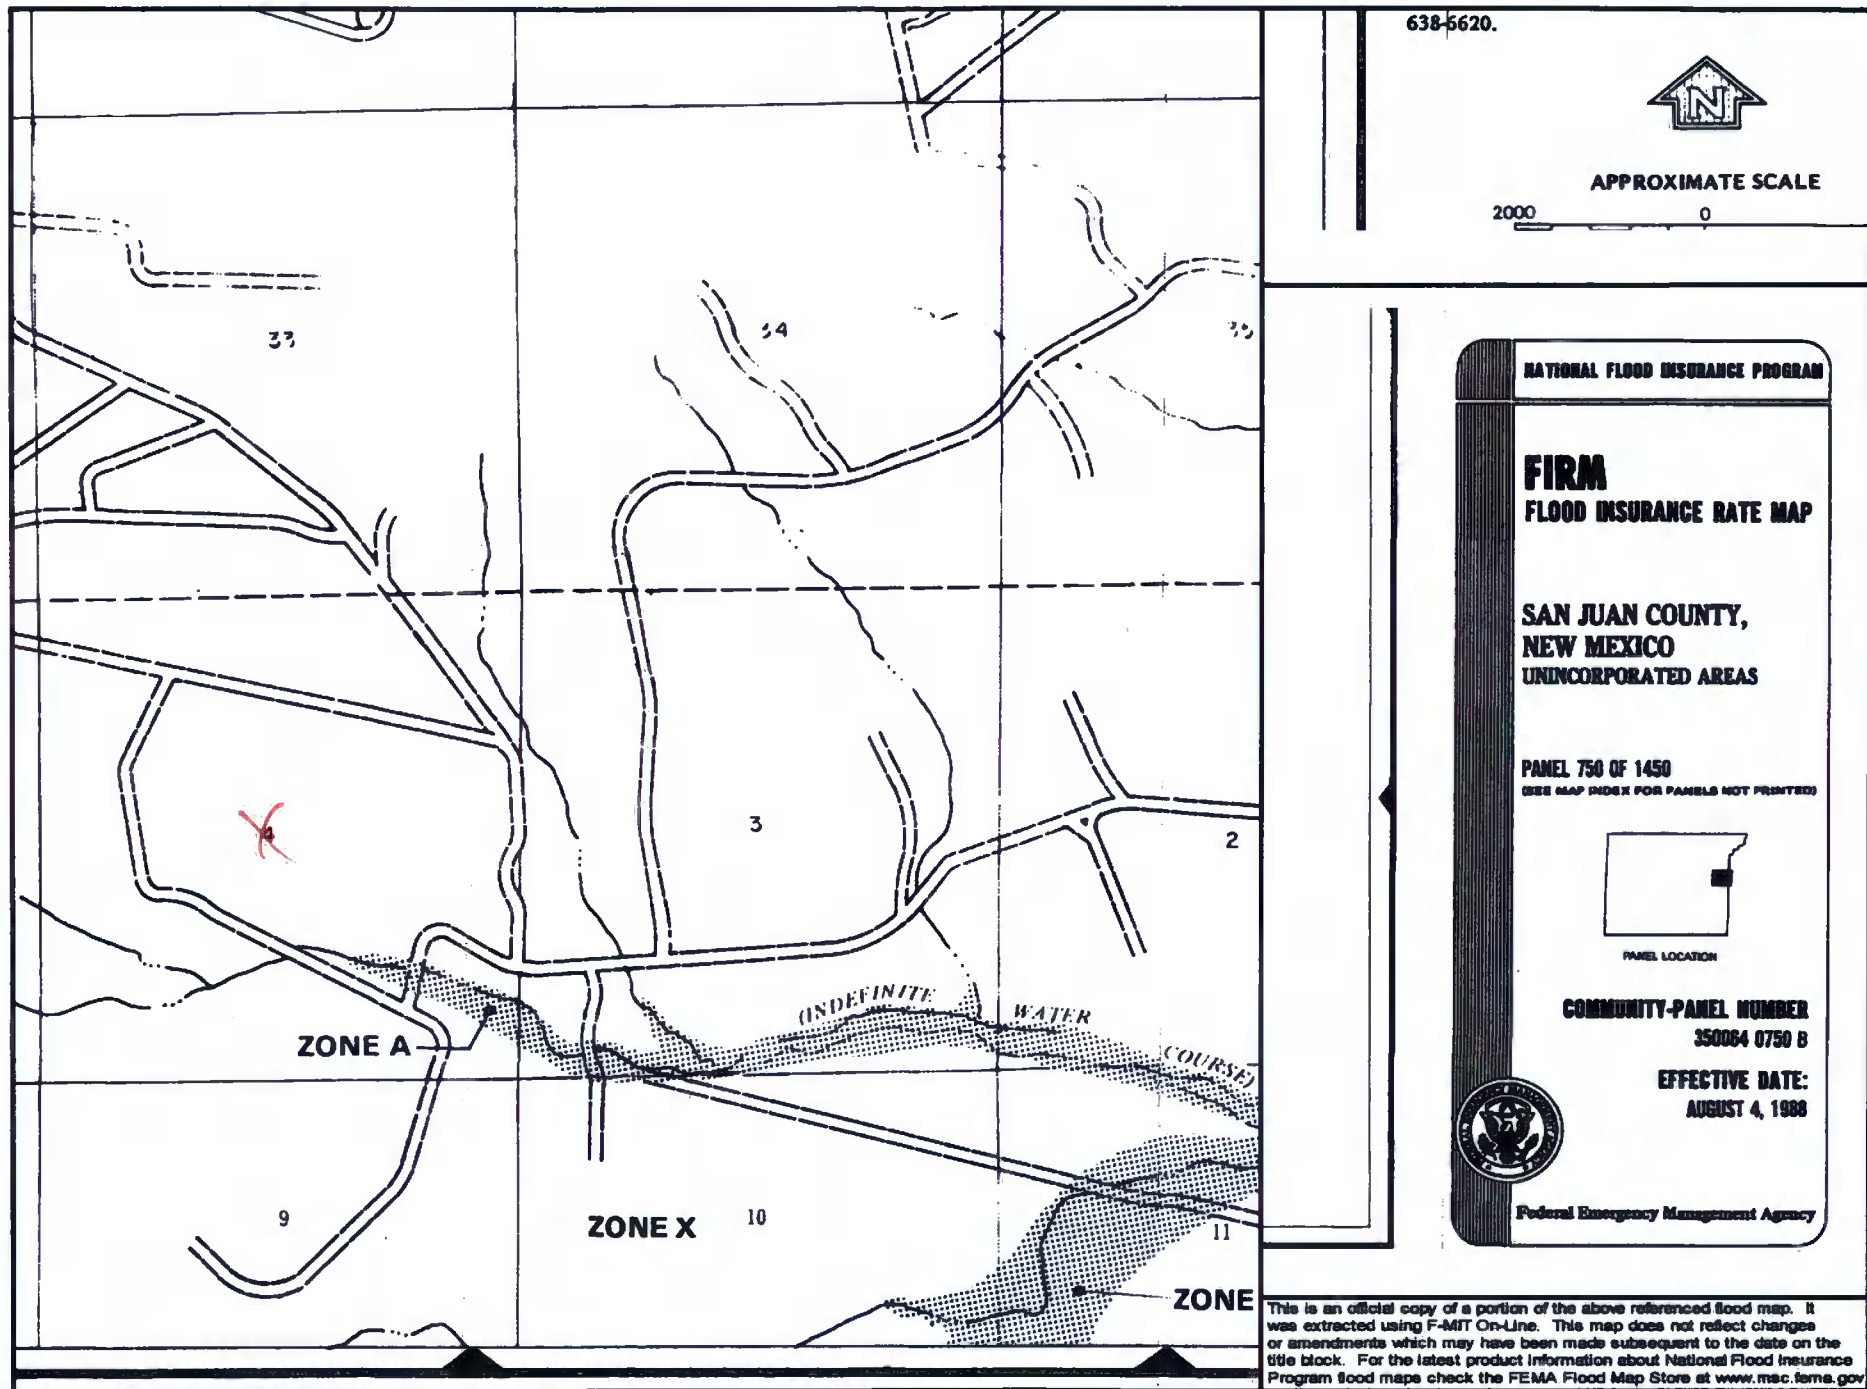 638-6620.
N
APPROXIMATE SCALE
2000 0
33
34
35
3
2
ZONE A
(INDEFINITE WATER COURSE)
9
ZONE X
10
11
ZONE
NATIONAL FLOOD INSURANCE PROGRAM
FIRM
FLOOD INSURANCE RATE MAP
SAN JUAN COUNTY,
NEW MEXICO
UNINCORPORATED AREAS
PANEL 750 OF 1450
(SEE MAP INDEX FOR PANELS NOT PRINTED)
PANEL LOCATION
COMMUNITY-PANEL NUMBER
350064 0750 B
EFFECTIVE DATE:
AUGUST 4, 1988
Federal Emergency Management Agency
This is an official copy of a portion of the above referenced flood map. It
was extracted using F-MIT On-Line. This map does not reflect changes
or amendments which may have been made subsequent to the date on the
title block. For the latest product information about National Flood Insurance
Program flood maps check the FEMA Flood Map Store at www.msc.fema.gov